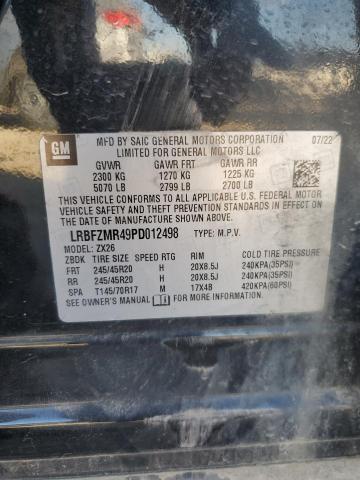 GM
MFD BY SAIC GENERAL MOTORS CORPORATION 07/22
LIMITED FOR GENERAL MOTORS LLC
GVWR GAWR FRT GAWR RR
2300 KG 1270 KG 1225 KG
5070 LB 2799 LB 2700 LB
THIS VEHICLE CONFORMS TO ALL APPLICABLE U.S. FEDERAL MOTOR
VEHICLE SAFETY, BUMPER, AND THEFT PREVENTION STANDARDS
IN EFFECT ON THE DATE OF MANUFACTURE SHOWN ABOVE.
LRBFZMR49PD012498 TYPE: M.P.V.
MODEL: ZX26
ZBDK TIRE SIZE SPEED RTG RIM COLD TIRE PRESSURE
FRT 245/45R20 H 20X8.5J 240KPA(35PSI)
RR 245/45R20 H 20X8.5J 240KPA(35PSI)
SPA T145/70R17 M 17X4B 420KPA(60PSI)
SEE OWNER'S MANUAL FOR ADDITIONAL INFORMATION